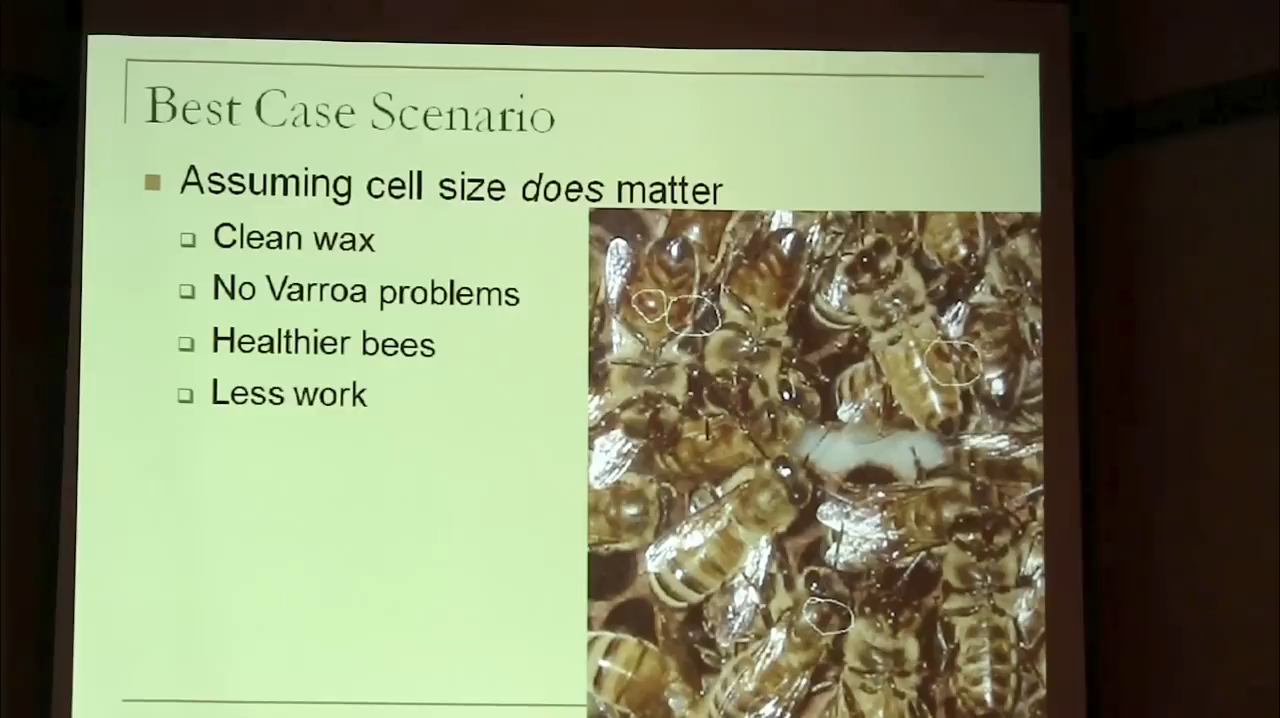 Best Case Scenario
Assuming cell size does matter
Clean wax
No Varroa problems
Healthier bees
Less work